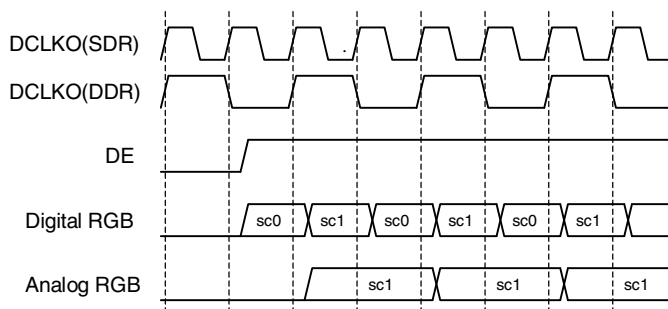 DCLKO(SDR)
DCLKO(DDR)
DE
Digital RGB sc0 sc1 sc0 sc1 sc0 sc1
Analog RGB sc1 sc1 sc1